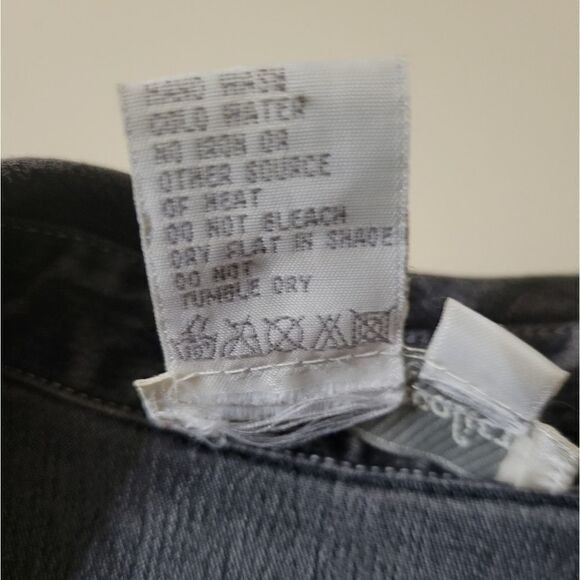 HAND WASH
COLD WATER
NO IRON OR
OTHER SOURCE
OF HEAT
DO NOT BLEACH
DRY FLAT IN SHADE
DO NOT
TUMBLE DRY